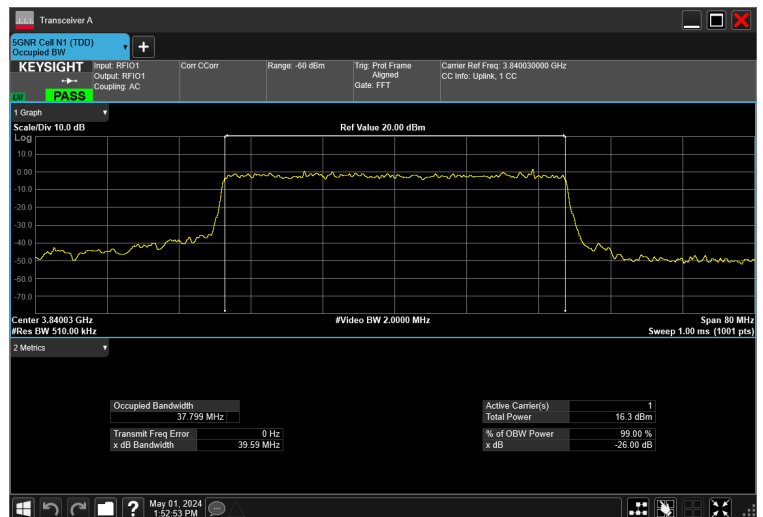 Transceiver A
5GNR Cell N1 (TDD)
Occupied BW
KEYSIGHT
PASS
Input: RFIO1
Output: RFIO1
Coupling: AC
Corr CCorr
Range: -60 dBm
Trig: Prot Frame
Aligned
Gate: FFT
Carrier Ref Freq: 3.840030000 GHz
CC Info: Uplink, 1 CC
1 Graph
Scale/Div 10.0 dB
Ref Value 20.00 dBm
Log
10.0
0.00
-10.0
-20.0
-30.0
-40.0
-50.0
-60.0
-70.0
Center 3.84003 GHz
#Video BW 2.0000 MHz
Span 80 MHz
#Res BW 510.00 kHz
Sweep 1.00 ms (1001 pts)
2 Metrics
Occupied Bandwidth
37.799 MHz
Transmit Freq Error 0 Hz
x dB Bandwidth 39.59 MHz
Active Carrier(s) 1
Total Power 16.3 dBm
% of OBW Power 99.00 %
x dB -26.00 dB
May 01, 2024
1:52:53 PM